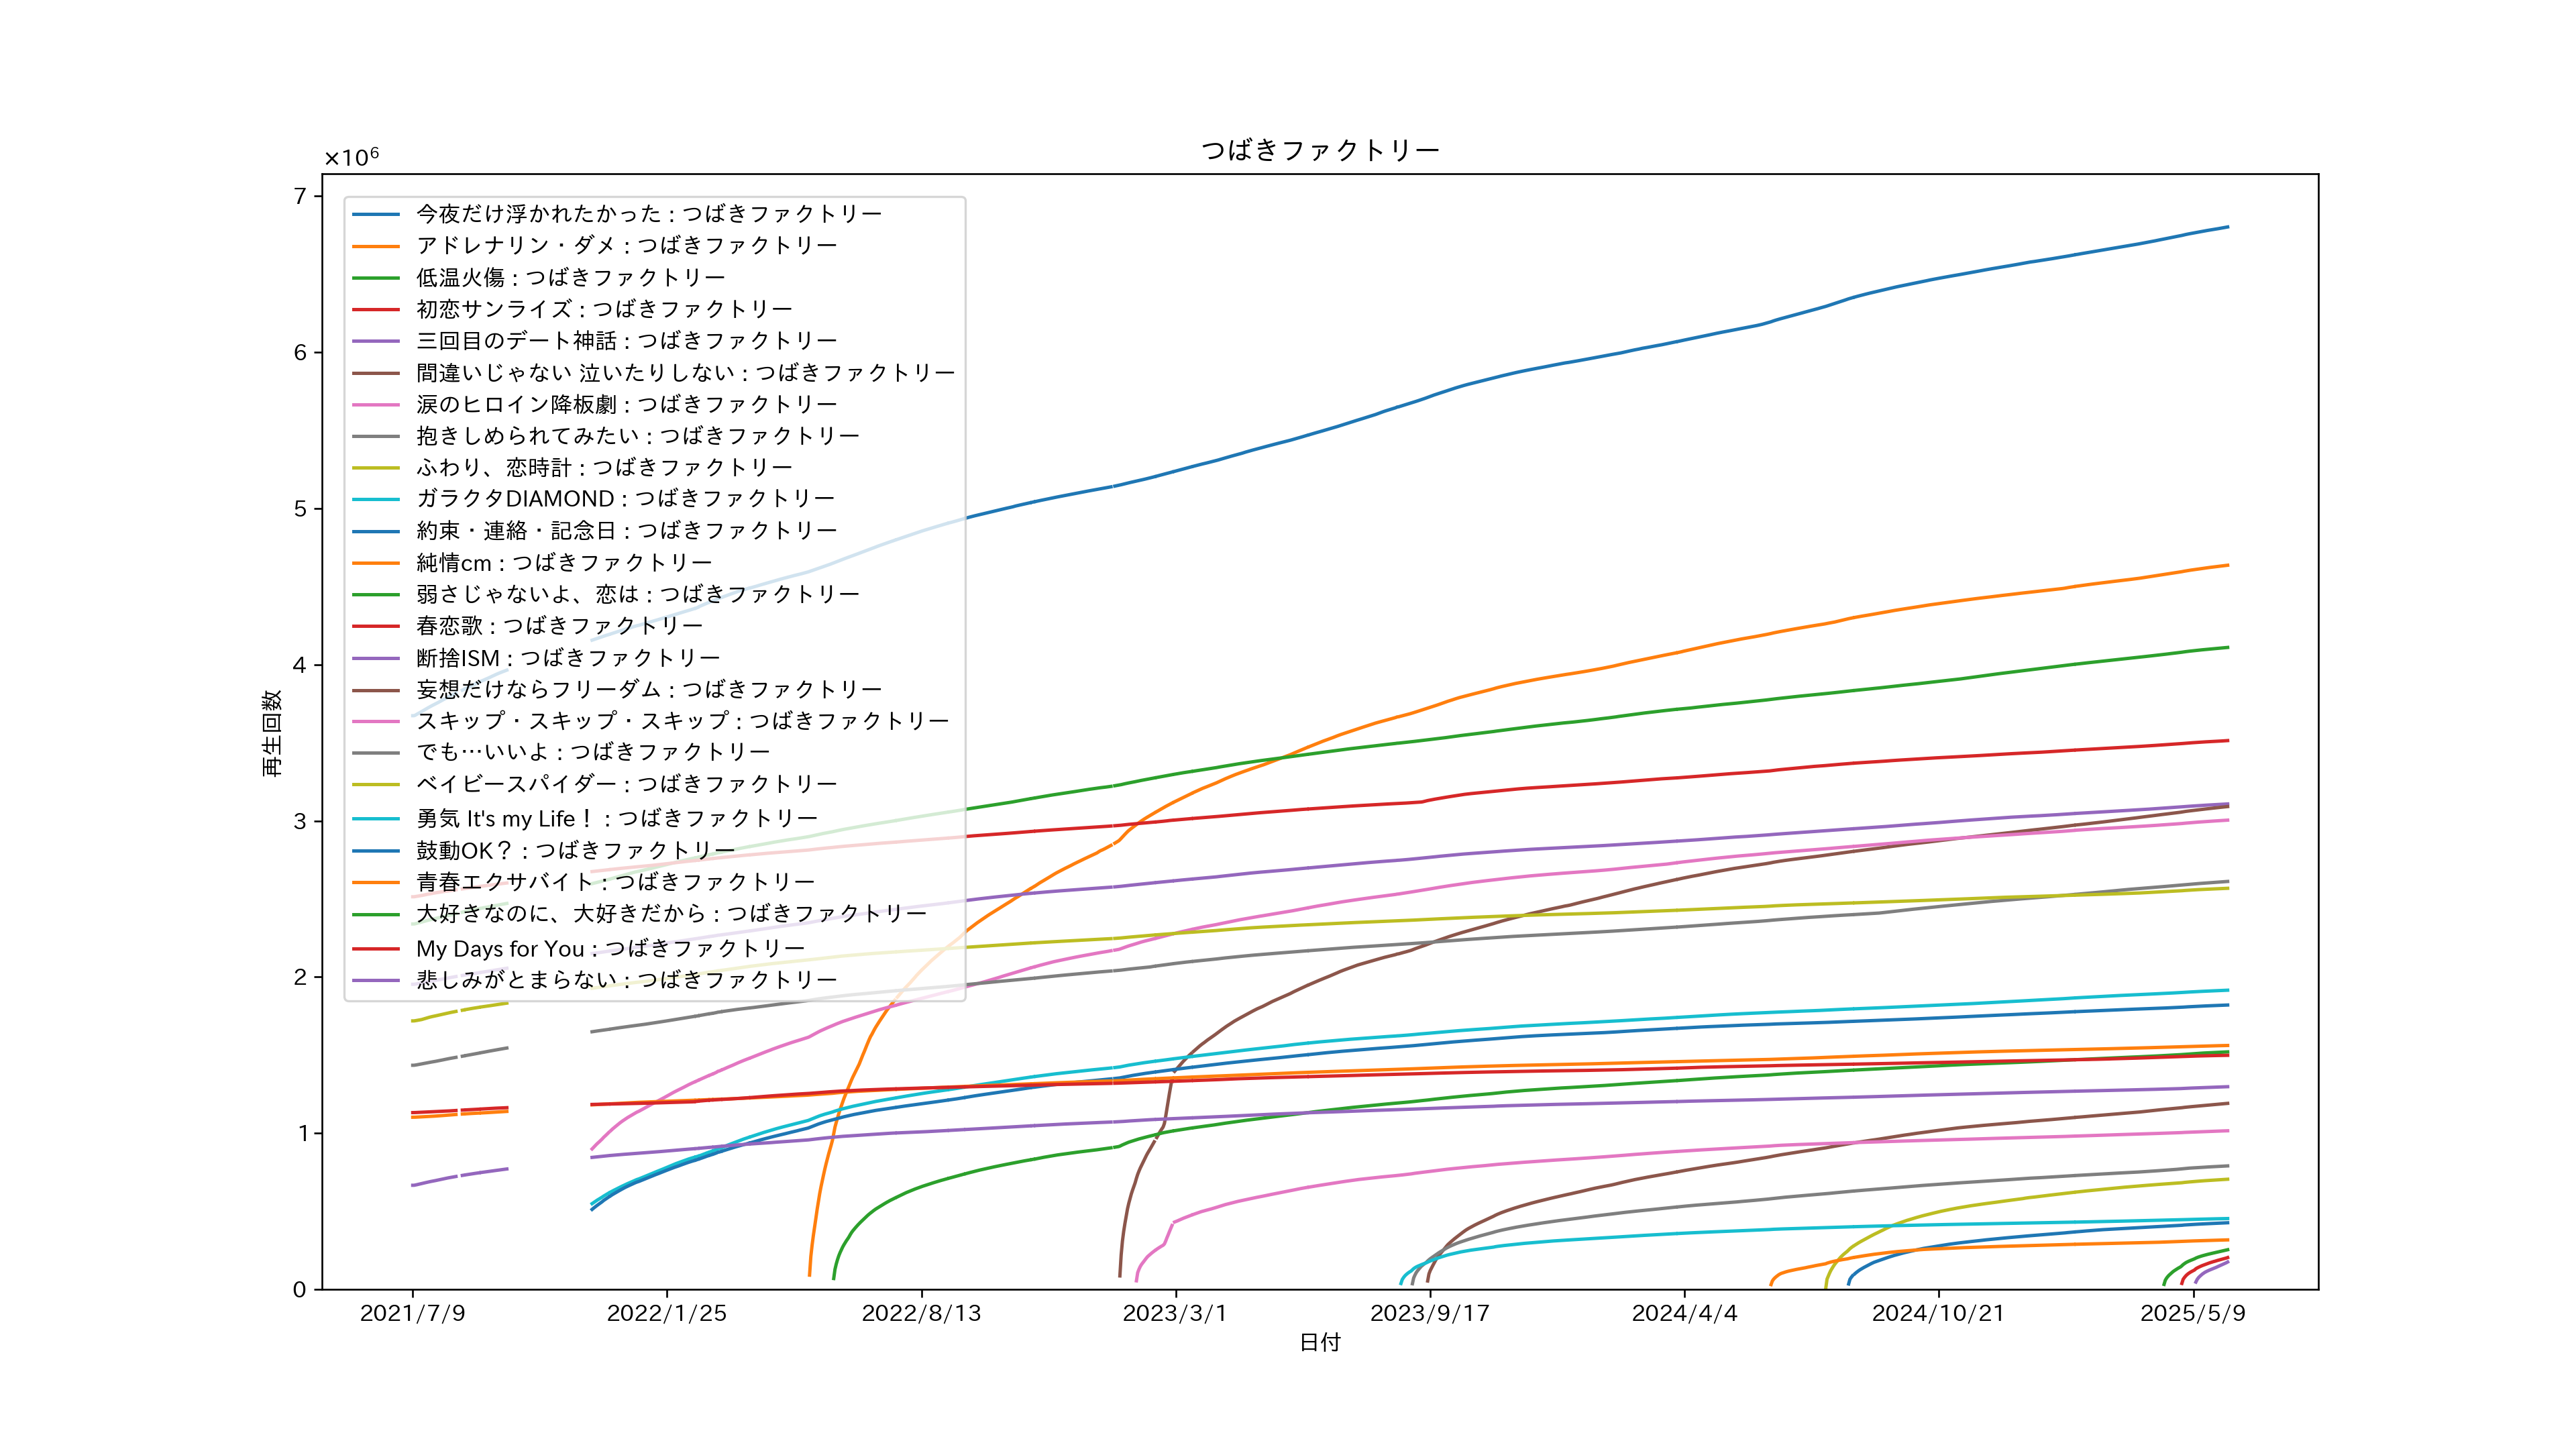 つばきファクトリー
×10⁶
7
6
5
4
3
2
1
0
再生回数
今夜だけ浮かれたかった : つばきファクトリー
アドレナリン・ダメ : つばきファクトリー
低温火傷 : つばきファクトリー
初恋サンライズ : つばきファクトリー
三回目のデート神話 : つばきファクトリー
間違いじゃない 泣いたりしない : つばきファクトリー
涙のヒロイン降板劇 : つばきファクトリー
抱きしめられてみたい : つばきファクトリー
ふわり、恋時計 : つばきファクトリー
ガラクタDIAMOND : つばきファクトリー
約束・連絡・記念日 : つばきファクトリー
純情cm : つばきファクトリー
弱さじゃないよ、恋は : つばきファクトリー
春恋歌 : つばきファクトリー
断捨ISM : つばきファクトリー
妄想だけならフリーダム : つばきファクトリー
スキップ・スキップ・スキップ : つばきファクトリー
でも…いいよ : つばきファクトリー
ベイビースパイダー : つばきファクトリー
勇気 It's my Life！ : つばきファクトリー
鼓動OK？ : つばきファクトリー
青春エクサバイト : つばきファクトリー
大好きなのに、大好きだから : つばきファクトリー
My Days for You : つばきファクトリー
悲しみがとまらない : つばきファクトリー
2021/7/9 2022/1/25 2022/8/13 2023/3/1 2023/9/17 2024/4/4 2024/10/21 2025/5/9
日付